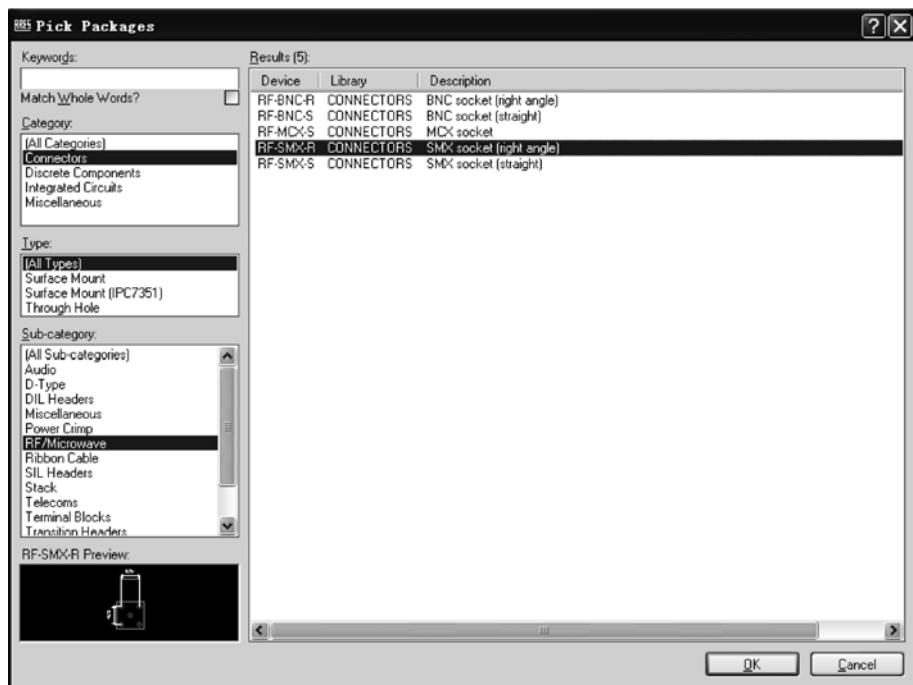 Pick Packages
Keywords:
Match Whole Words?
Category:
(All Categories)
Connectors
Discrete Components
Integrated Circuits
Miscellaneous
Type:
(All Types)
Surface Mount
Surface Mount (IPC7351)
Through Hole
Sub-category:
(All Sub-categories)
Audio
D-Type
DIL Headers
Miscellaneous
Power Crimp
RF/Microwave
Ribbon Cable
SIL Headers
Stack
Telecoms
Terminal Blocks
Transition Headers
RF-SMX-R Preview:
Results (5):
Device Library Description
RF-BNC-R CONNECTORS BNC socket (right angle)
RF-BNC-S CONNECTORS BNC socket (straight)
RF-MCX-S CONNECTORS MCX socket
RF-SMX-R CONNECTORS SMX socket (right angle)
RF-SMX-S CONNECTORS SMX socket (straight)
OK Cancel